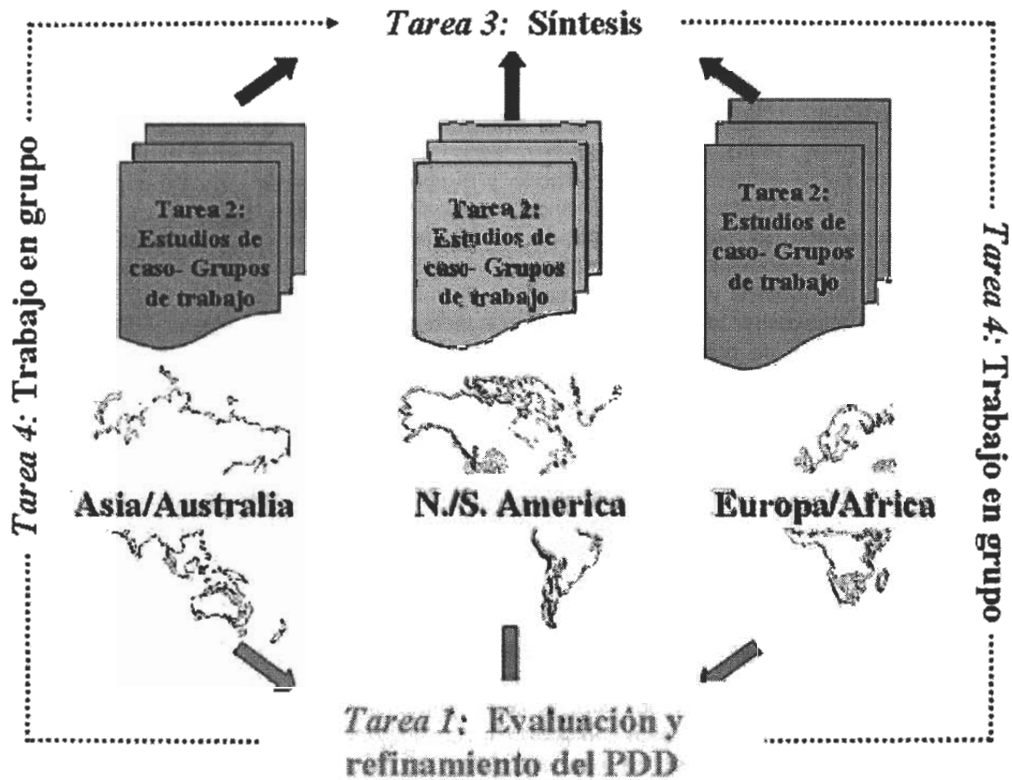 Tarea 3: Síntesis
Tarea 4: Trabajo en grupo
Tarea 2:
Estudios de
caso- Grupos
de trabajo
Tarea 2:
Estudios de
caso- Grupos
de trabajo
Tarea 2:
Estudios de
caso- Grupos
de trabajo
Tarea 4: Trabajo en grupo
Asia/Australia
N./S. America
Europa/Africa
Tarea 1: Evaluación y
refinamiento del PDD